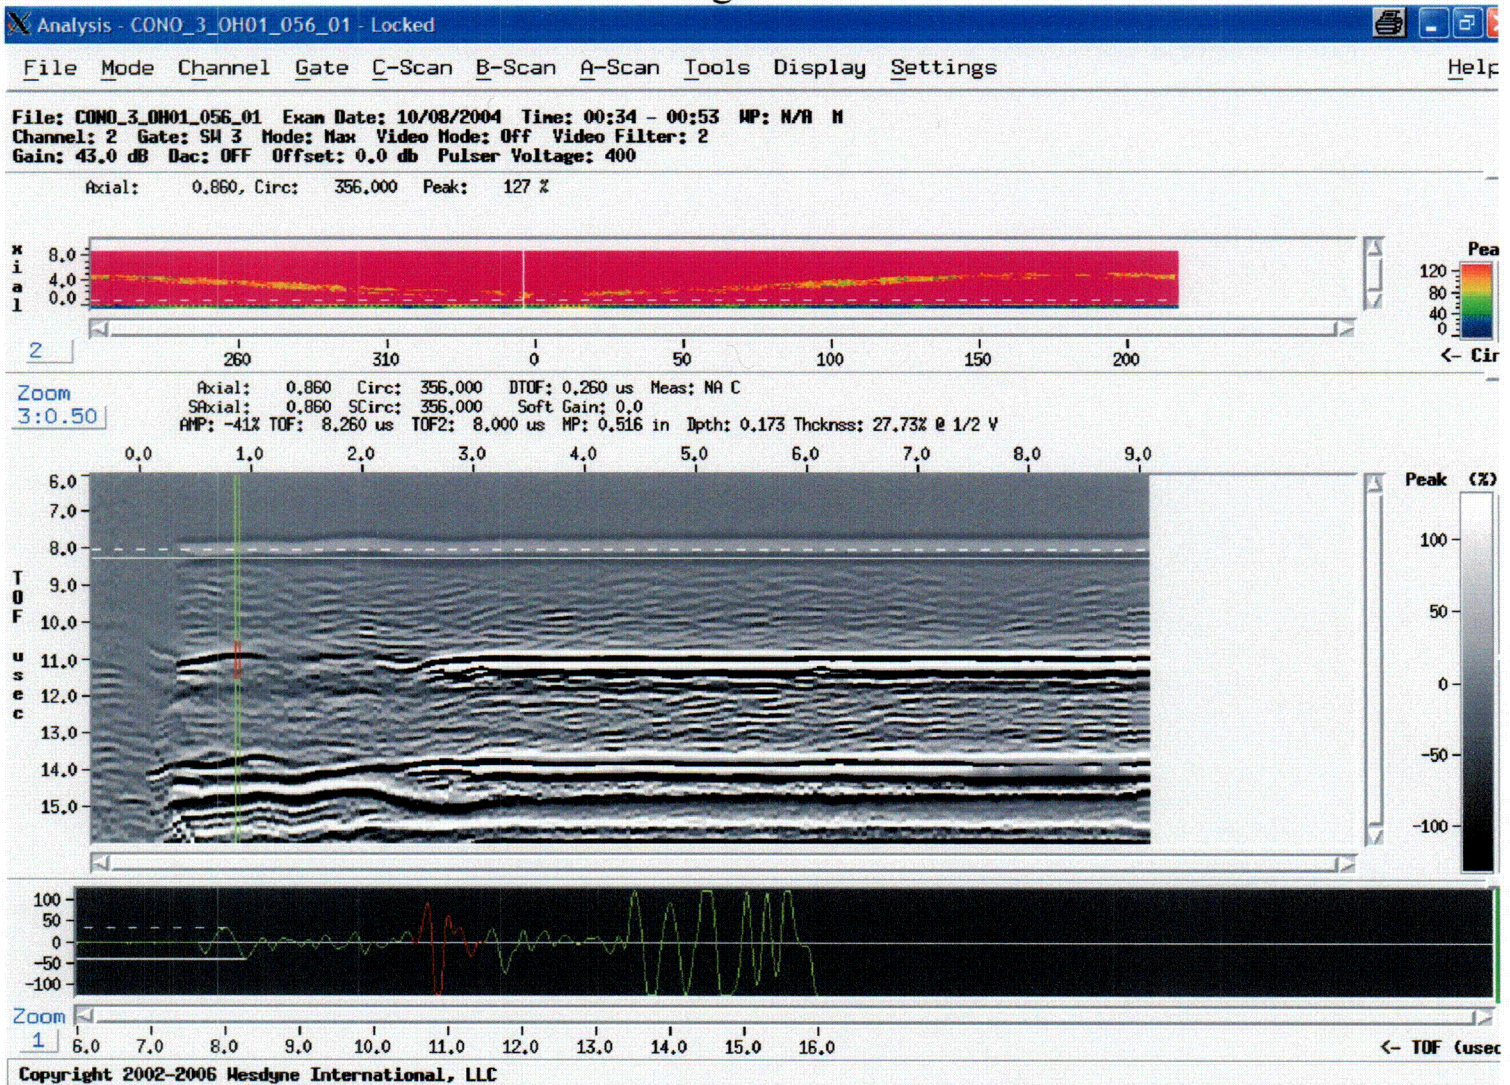 Analysis - CONO_3_OH01_056_01 - Locked
File Mode Channel Gate C-Scan B-Scan A-Scan Tools Display Settings Help
File: CONO_3_OH01_056_01 Exam Date: 10/08/2004 Time: 00:34 - 00:53 WP: N/A M
Channel: 2 Gate: SW 3 Mode: Max Video Mode: Off Video Filter: 2
Gain: 43.0 dB Dac: OFF Offset: 0.0 db Pulser Voltage: 400
Axial: 0.860, Circ: 356.000 Peak: 127 %
xial
8.0
4.0
0.0
Pea
120
80
40
0
2
260 310 0 50 100 150 200
<- Cir
Zoom
3:0.50
Axial: 0.860 Circ: 356.000 DTOF: 0.260 us Meas: NA C
SAxial: 0.860 SCirc: 356.000 Soft Gain: 0.0
AMP: -41% TOF: 8.260 us TOF2: 8.000 us MP: 0.516 in Dpth: 0.173 Thcknss: 27.73% @ 1/2 V
0.0 1.0 2.0 3.0 4.0 5.0 6.0 7.0 8.0 9.0
TOF usec
6.0
7.0
8.0
9.0
10.0
11.0
12.0
13.0
14.0
15.0
Peak (%)
100
50
0
-50
-100
100
50
0
-50
-100
Zoom
1
6.0 7.0 8.0 9.0 10.0 11.0 12.0 13.0 14.0 15.0 16.0
<- TOF (usec
Copyright 2002-2006 Wesdyne International, LLC